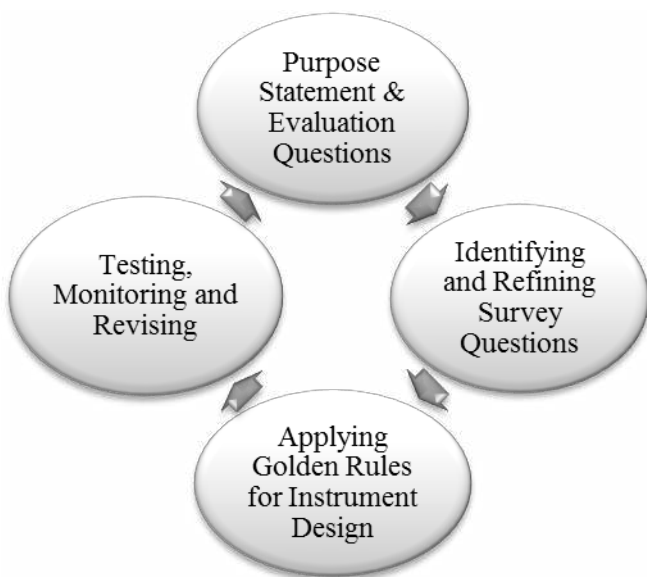 Purpose
Statement &
Evaluation
Questions
Identifying
and Refining
Survey
Questions
Applying
Golden Rules
for Instrument
Design
Testing,
Monitoring and
Revising